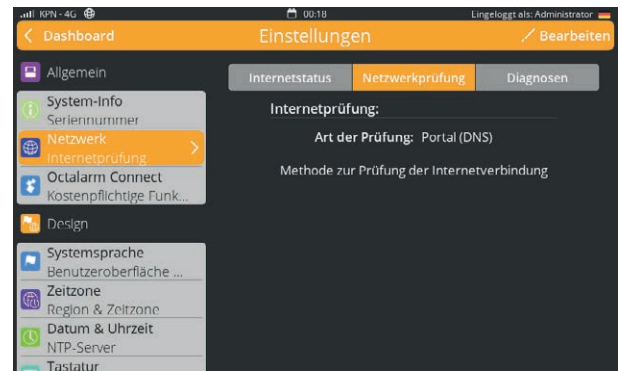 KPN - 4G
00:18
Eingeloggt als: Administrator
Dashboard
Einstellungen
Bearbeiten
Allgemein
System-Info
Seriennummer
Netzwerk
Internetprüfung
Octalarm Connect
Kostenpflichtige Funk...
Design
Systemsprache
Benutzeroberfläche ...
Zeitzone
Region & Zeitzone
Datum & Uhrzeit
NTP-Server
Tastatur
Internetstatus
Netzwerkprüfung
Diagnosen
Internetprüfung:
Art der Prüfung: Portal (DNS)
Methode zur Prüfung der Internetverbindung